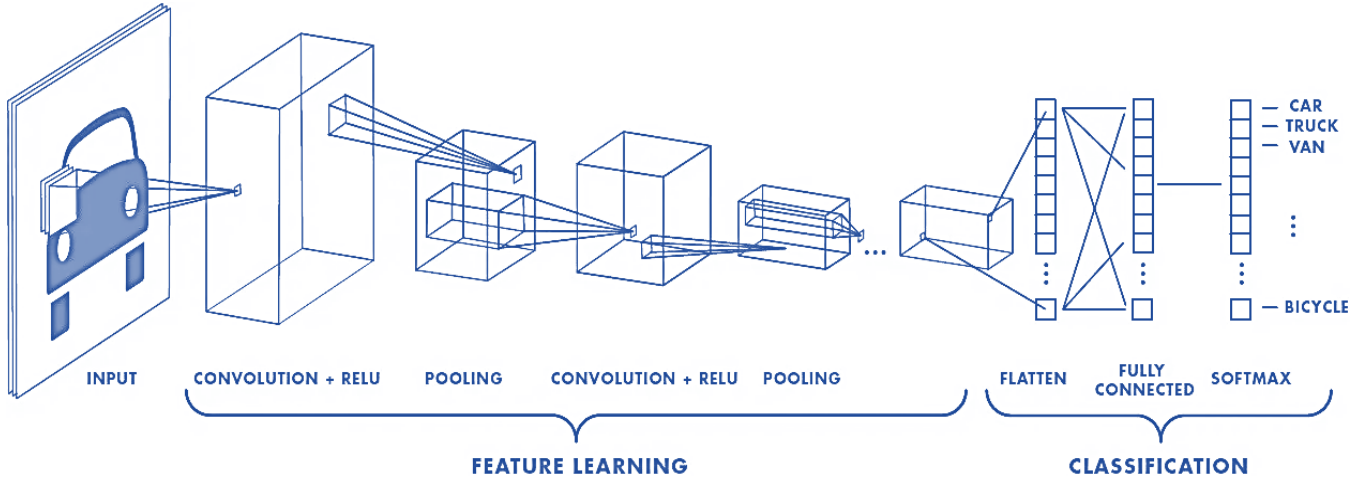 CAR
TRUCK
VAN
BICYCLE
INPUT
CONVOLUTION + RELU
POOLING
CONVOLUTION + RELU
POOLING
FLATTEN
FULLY
CONNECTED
SOFTMAX
FEATURE LEARNING
CLASSIFICATION